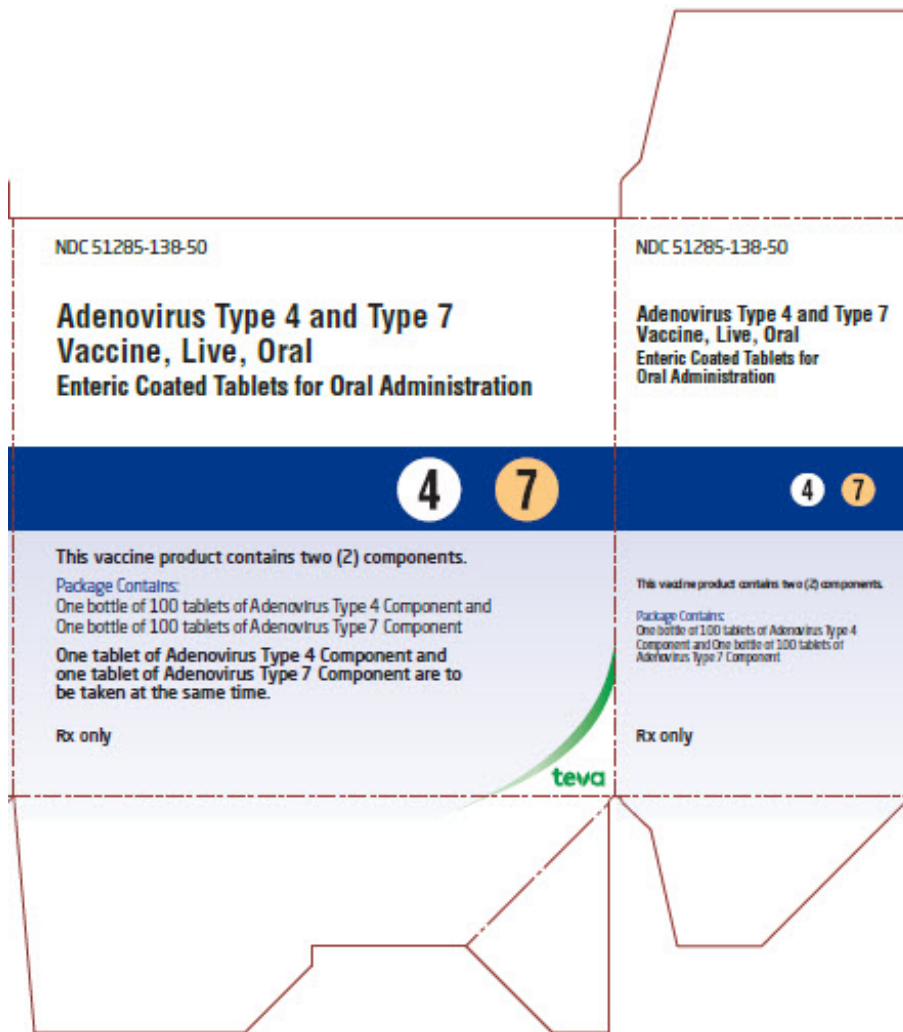 NDC 51285-138-50
Adenovirus Type 4 and Type 7
Vaccine, Live, Oral
Enteric Coated Tablets for Oral Administration
4 7
This vaccine product contains two (2) components.
Package Contains:
One bottle of 100 tablets of Adenovirus Type 4 Component and
One bottle of 100 tablets of Adenovirus Type 7 Component
One tablet of Adenovirus Type 4 Component and
one tablet of Adenovirus Type 7 Component are to
be taken at the same time.
Rx only
teva
NDC 51285-138-50
Adenovirus Type 4 and Type 7
Vaccine, Live, Oral
Enteric Coated Tablets for
Oral Administration
4 7
This vaccine product contains two (2) components.
Package Contains:
One bottle of 100 tablets of Adenovirus Type 4
Component and One bottle of 100 tablets of
Adenovirus Type 7 Component
Rx only